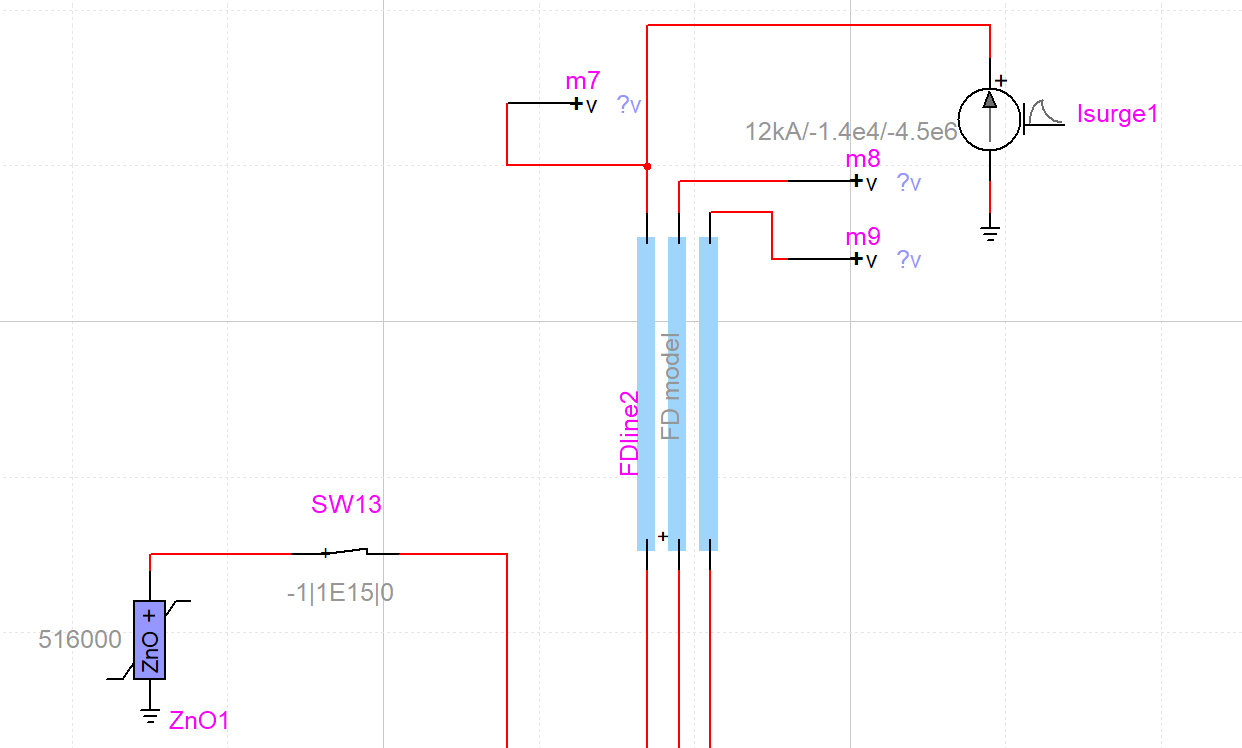 m7
+v ?v
+
Isurge1
12kA/-1.4e4/-4.5e6
m8
+v ?v
m9
+v ?v
FDline2
FD model
+
SW13
+
-1|1E15|0
516000
ZnO +
ZnO1